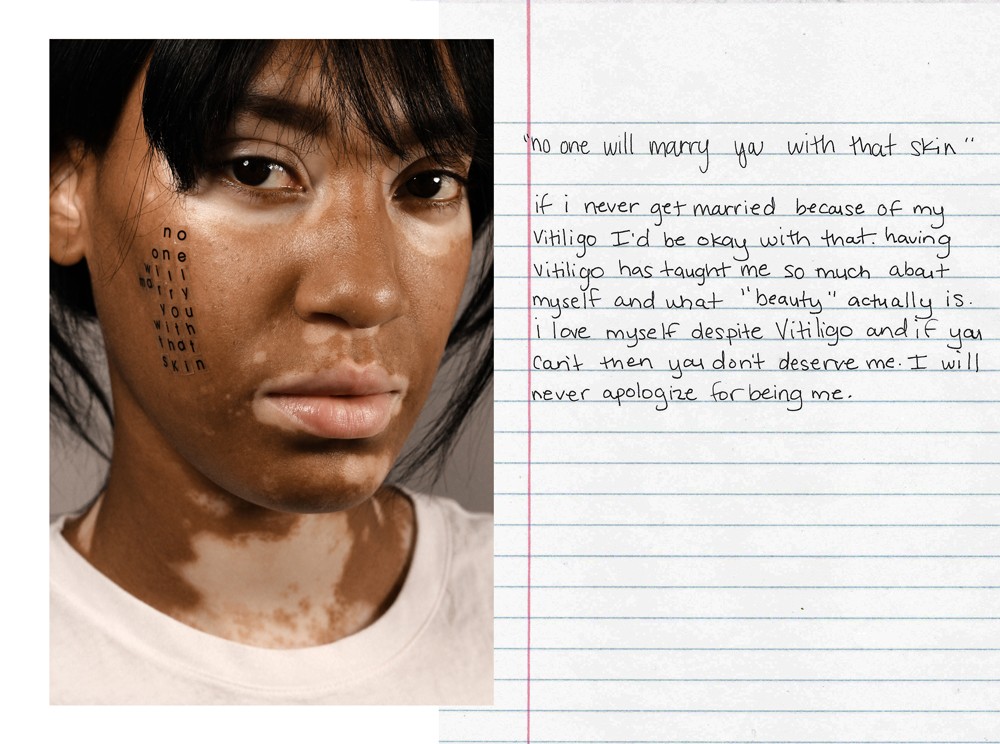 no
one
will
marry
you
with
that
skin
"no one will marry you with that skin"
if i never get married because of my
Vitiligo I'd be okay with that. having
Vitiligo has taught me so much about
myself and what "beauty" actually is.
i love myself despite Vitiligo and if you
can't then you don't deserve me. I will
never apologize for being me.